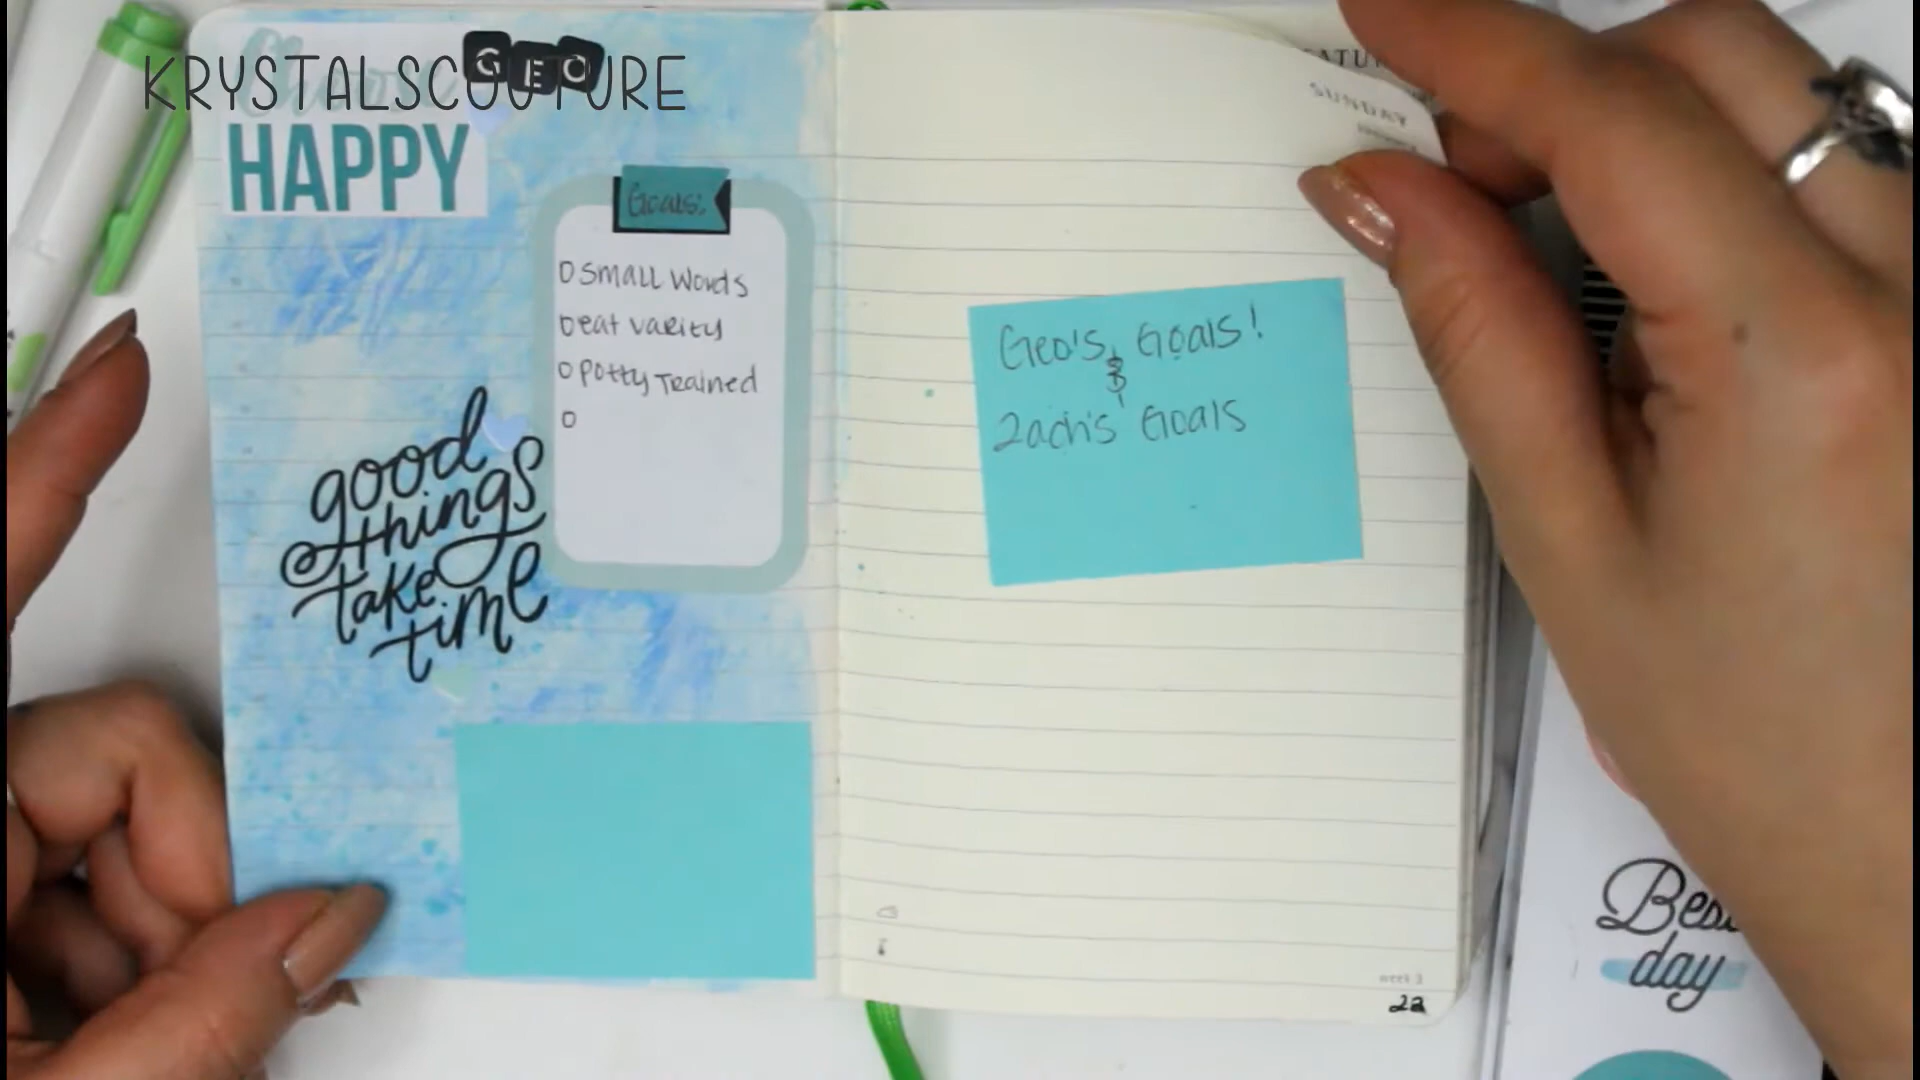 KRYSTALSCOUTURE
GEO
HAPPY
Goals:
Small Words
eat varity
Potty Trained
good
things
take
time
Geo's Goals!
&
Zach's Goals
SUNDAY
week 3
22
Best
day